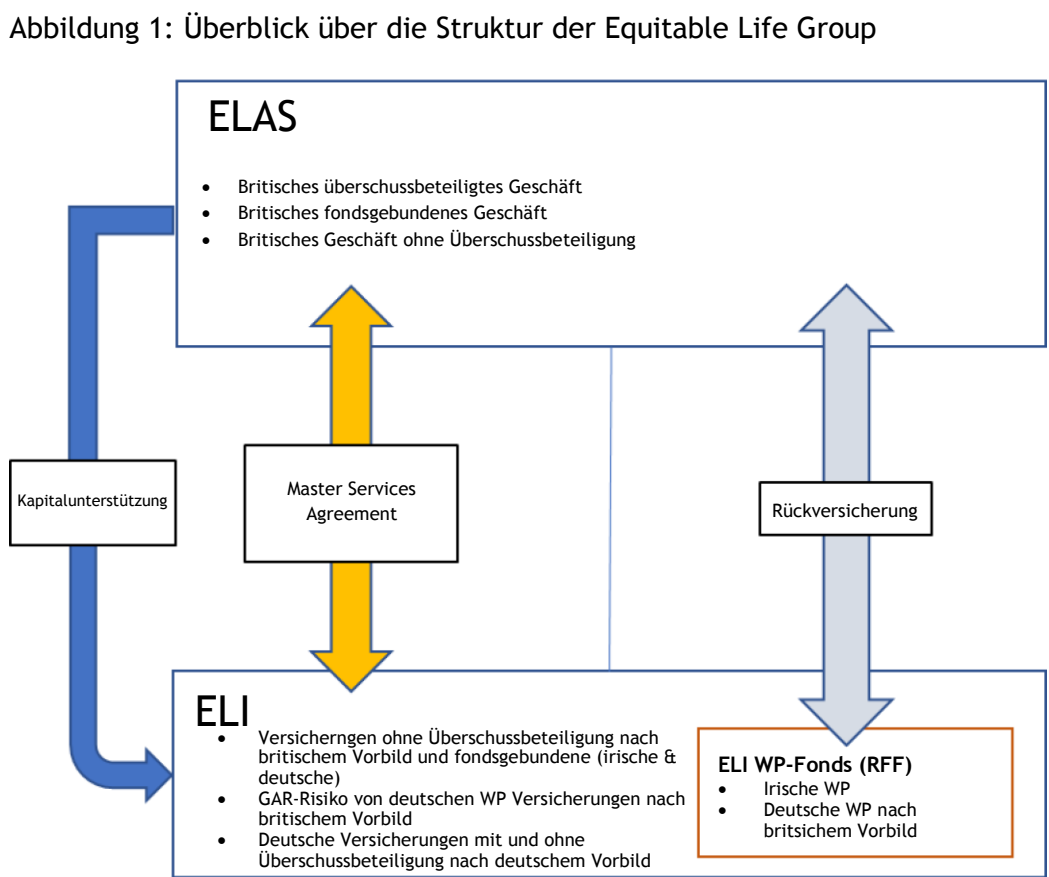 Abbildung 1: Überblick über die Struktur der Equitable Life Group
ELAS
• Britisches überschussbeteiligtes Geschäft
• Britisches fondsgebundenes Geschäft
• Britisches Geschäft ohne Überschussbeteiligung
Kapitalunterstützung
Master Services
Agreement
Rückversicherung
ELI
• Versicherngen ohne Überschussbeteiligung nach
britischem Vorbild und fondsgebundene (irische &
deutsche)
• GAR-Risiko von deutschen WP Versicherungen nach
britischem Vorbild
• Deutsche Versicherungen mit und ohne
Überschussbeteiligung nach deutschem Vorbild
ELI WP-Fonds (RFF)
• Irische WP
• Deutsche WP nach
britsichem Vorbild